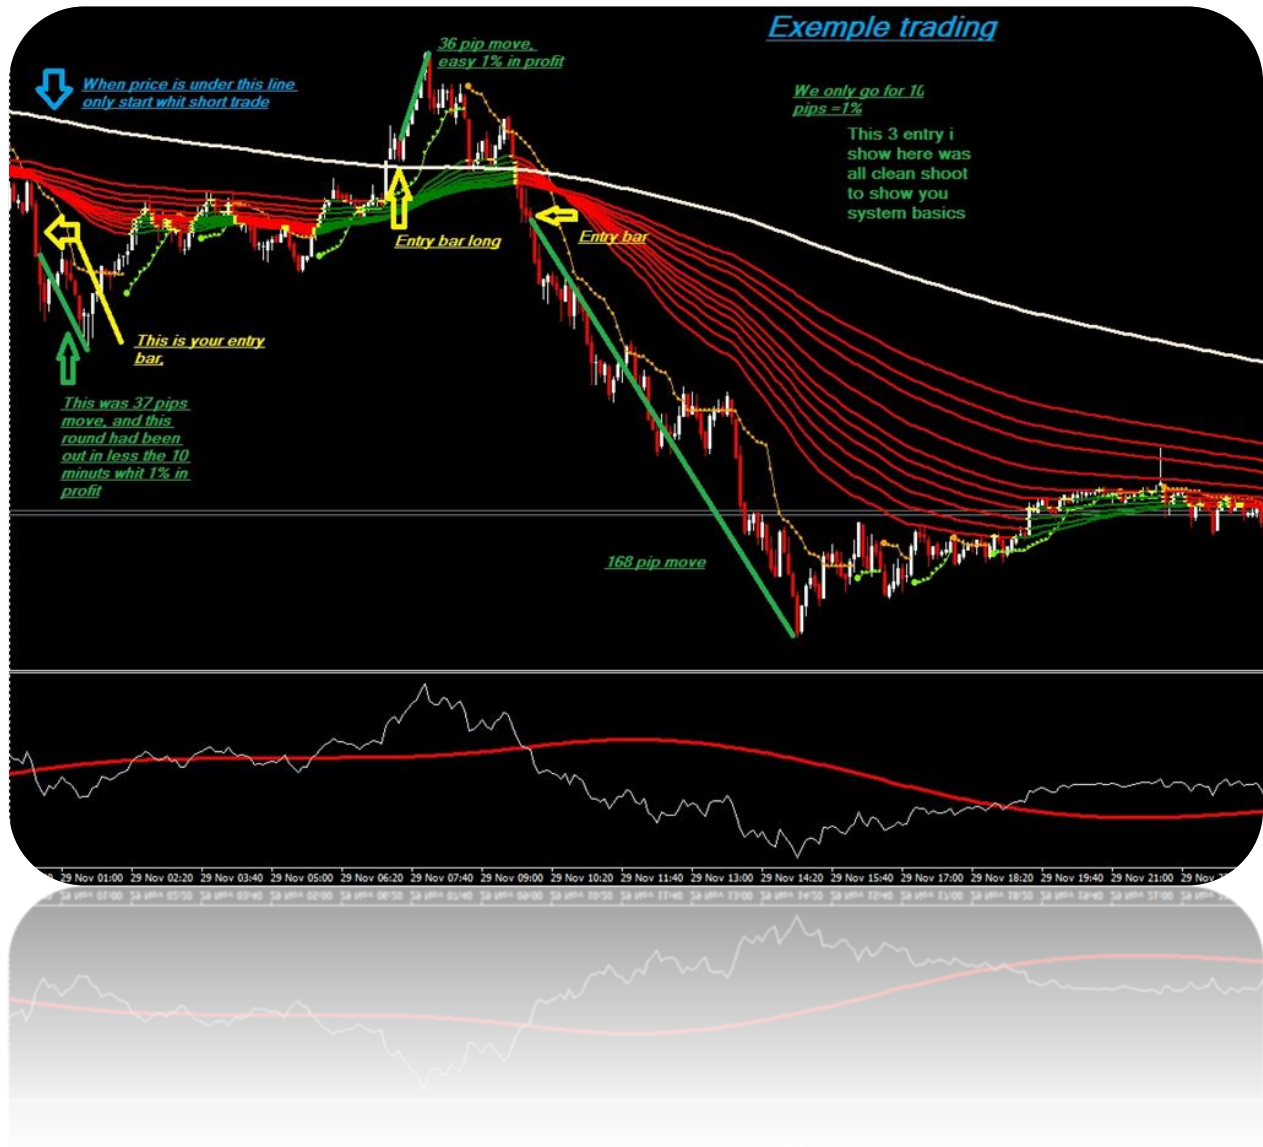 Exemple trading
36 pip move,
easy 1% in profit
When price is under this line
only start whit short trade
We only go for 10
pips =1%
This 3 entry i
show here was
all clean shoot
to show you
system basics
Entry bar long
Entry bar
This is your entry
bar,
This was 37 pips
move, and this
round had been
out in less the 10
minuts whit 1% in
profit
168 pip move
29 Nov 01:00 29 Nov 02:20 29 Nov 03:40 29 Nov 05:00 29 Nov 06:20 29 Nov 07:40 29 Nov 09:00 29 Nov 10:20 29 Nov 11:40 29 Nov 13:00 29 Nov 14:20 29 Nov 15:40 29 Nov 17:00 29 Nov 18:20 29 Nov 19:40 29 Nov 21:00 29 Nov